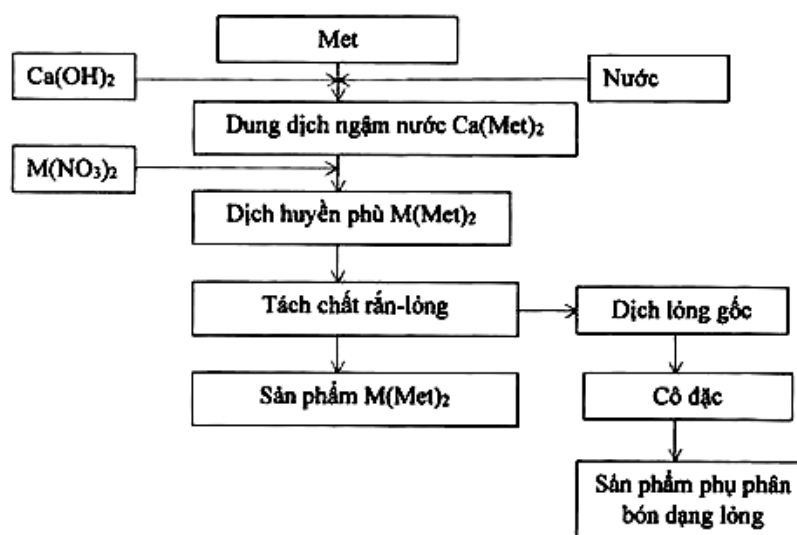 Met
Ca(OH)₂
Nước
Dung dịch ngậm nước Ca(Met)₂
M(NO₃)₂
Dịch huyền phù M(Met)₂
Tách chất rắn-lỏng
Dịch lỏng gốc
Sản phẩm M(Met)₂
Cô đặc
Sản phẩm phụ phân
bón dạng lỏng